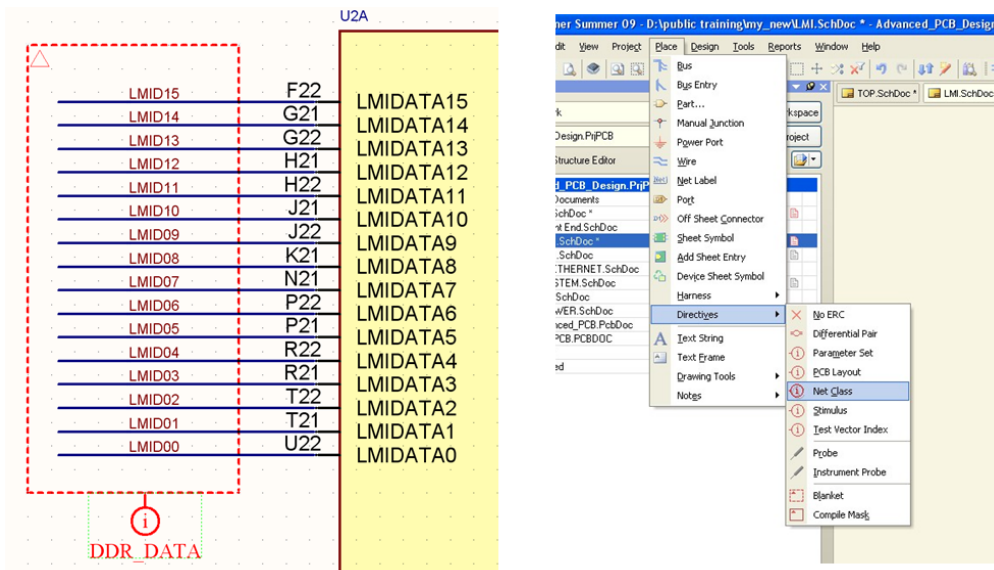 U2A
LMID15 F22 LMIDATA15
LMID14 G21 LMIDATA14
LMID13 G22 LMIDATA13
LMID12 H21 LMIDATA12
LMID11 H22 LMIDATA11
LMID10 J21 LMIDATA10
LMID09 J22 LMIDATA9
LMID08 K21 LMIDATA8
LMID07 N21 LMIDATA7
LMID06 P22 LMIDATA6
LMID05 P21 LMIDATA5
LMID04 R22 LMIDATA4
LMID03 R21 LMIDATA3
LMID02 T22 LMIDATA2
LMID01 T21 LMIDATA1
LMID00 U22 LMIDATA0
i
DDR_DATA
ner Summer 09 - D:\public training\my_new\LMI.SchDoc * - Advanced_PCB_Desig
dit View Project Place Design Tools Reports Window Help
TOP.SchDoc * LMI.SchDoc
kspace
Design.PrjPCB
roject
Structure Editor
d_PCB_Design.PrjP
Documents
SchDoc *
nt End.SchDoc
.SchDoc *
.SchDoc
ETHERNET.SchDoc
STEM.SchDoc
SchDoc
WER.SchDoc
nced_PCB.PcbDoc
PCB.PCBDOC
ed
Bus
Bus Entry
Part...
Manual Junction
Power Port
Wire
Net Label
Port
Off Sheet Connector
Sheet Symbol
Add Sheet Entry
Device Sheet Symbol
Harness
Directives
Text String
Text Frame
Drawing Tools
Notes
No ERC
Differential Pair
Parameter Set
PCB Layout
Net Class
Stimulus
Test Vector Index
Probe
Instrument Probe
Blanket
Compile Mask